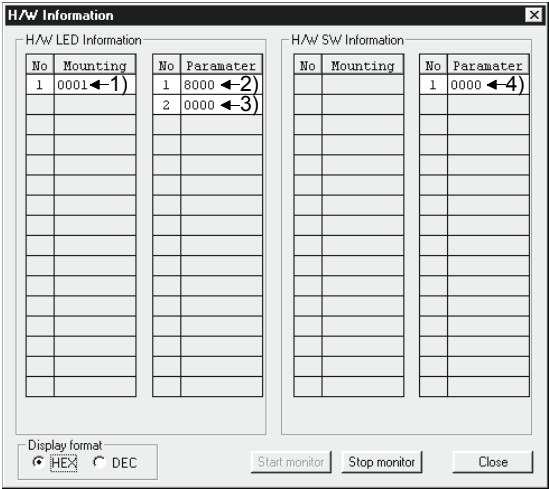 H/W Information
H/W LED Information
H/W SW Information
No Mounting No Paramater No Mounting No Paramater
1 0001 1) 1 8000 2) 1 0000 4)
2 0000 3)
Display format
HEX DEC
Start monitor Stop monitor Close